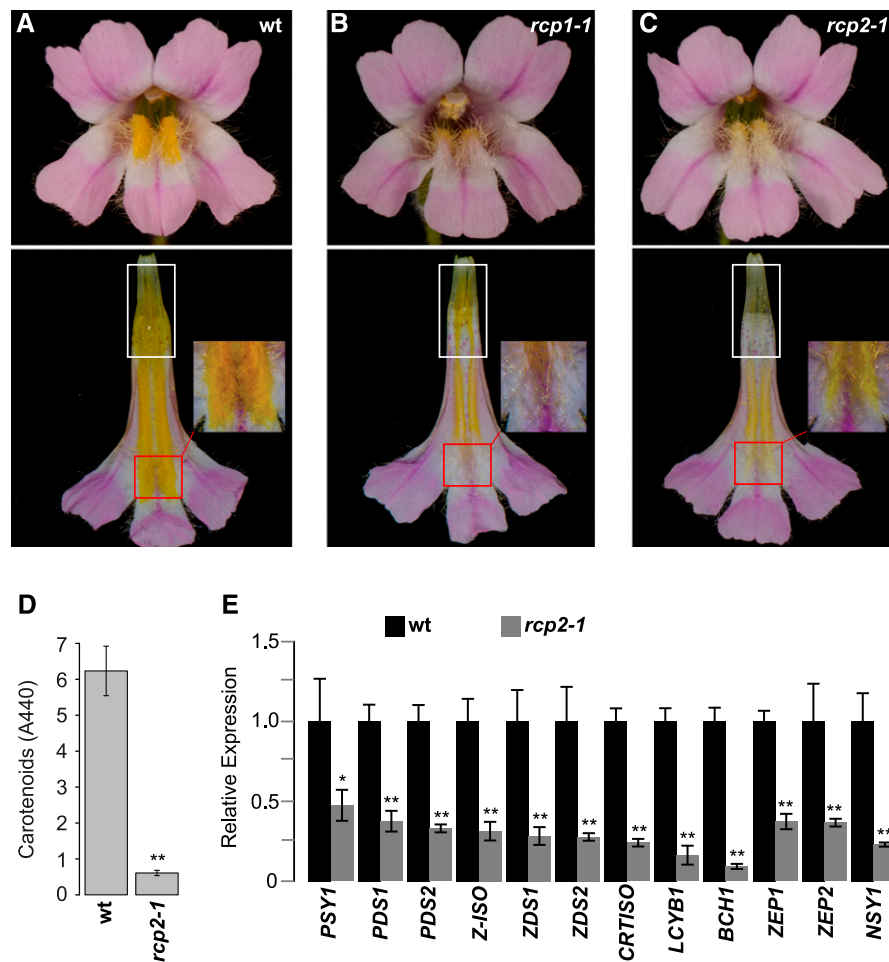 A wt
B rcp1-1
C rcp2-1
D
Carotenoids (A440)
7
6
5
4
3
2
1
0
**
wt
rcp2-1
E
wt
rcp2-1
Relative Expression
1.5
1.0
0.5
0
*
**
**
**
**
**
**
**
**
**
**
**
PSY1
PDS1
PDS2
Z-ISO
ZDS1
ZDS2
CRTISO
LCYB1
BCH1
ZEP1
ZEP2
NSY1